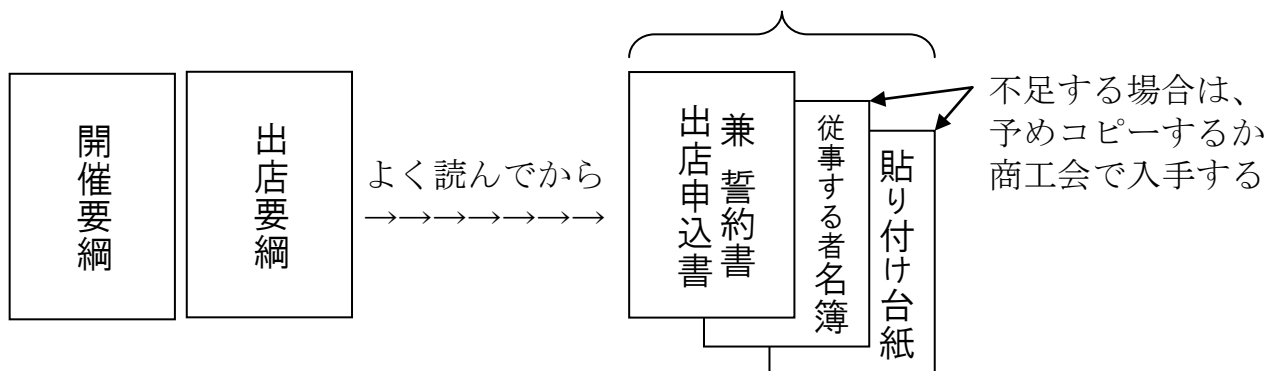 開催要綱
出店要綱
よく読んでから
→→→→→→→
出店申込書
兼 誓約書
従事する者名簿
貼り付け台紙
不足する場合は、
予めコピーするか
商工会で入手する